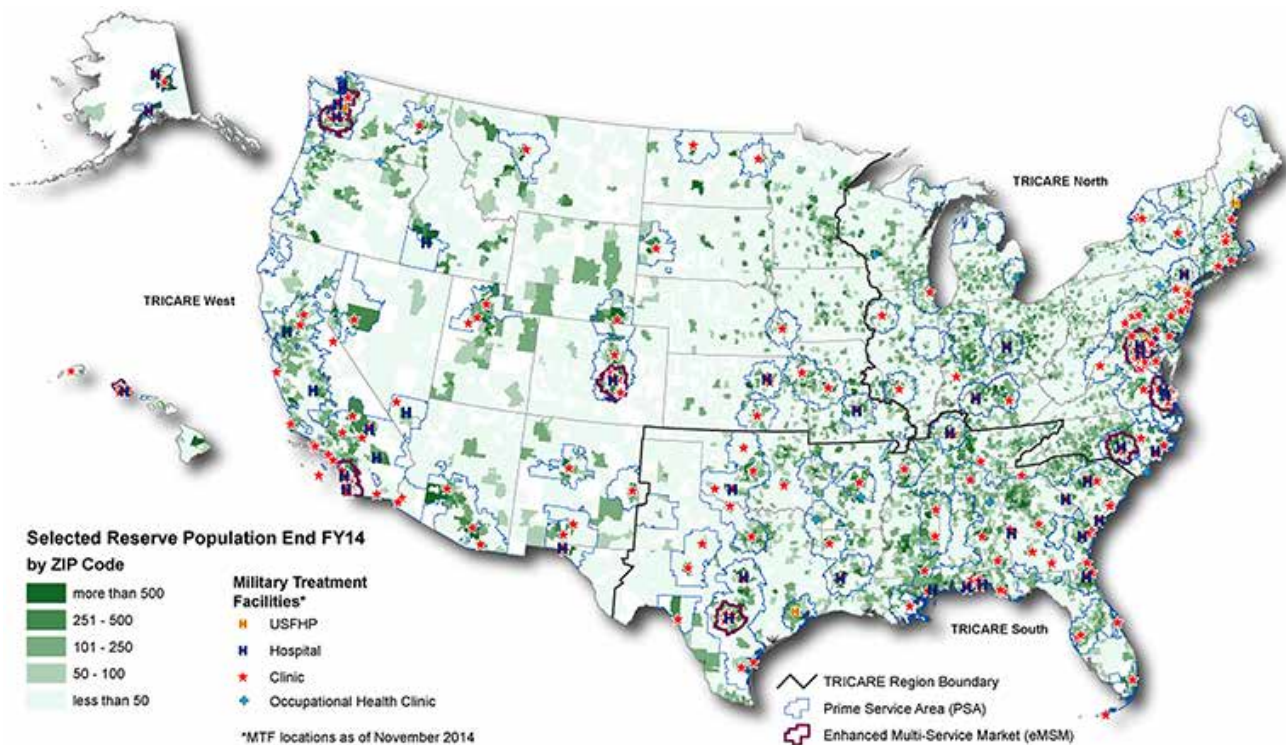 TRICARE North
TRICARE West
TRICARE South
Selected Reserve Population End FY14
by ZIP Code
more than 500
251 - 500
101 - 250
50 - 100
less than 50
Military Treatment
Facilities*
H USFHP
H Hospital
Clinic
Occupational Health Clinic
*MTF locations as of November 2014
TRICARE Region Boundary
Prime Service Area (PSA)
Enhanced Multi-Service Market (eMSM)